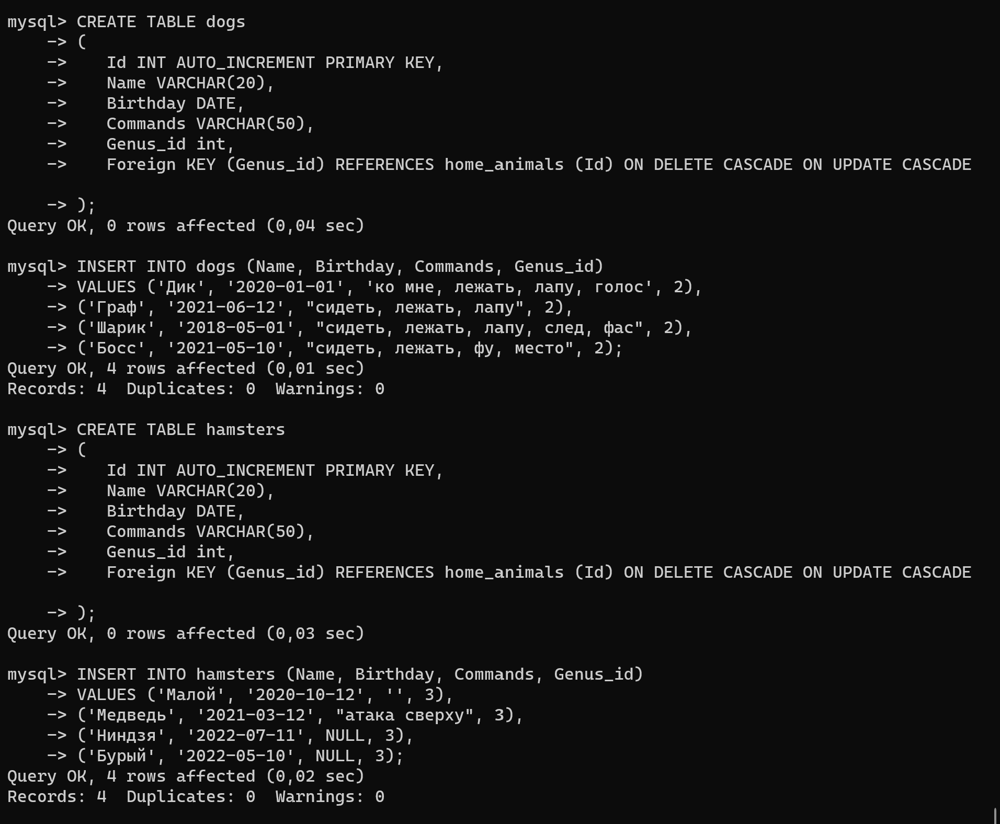 mysql> CREATE TABLE dogs
    -> (
    ->    Id INT AUTO_INCREMENT PRIMARY KEY,
    ->    Name VARCHAR(20),
    ->    Birthday DATE,
    ->    Commands VARCHAR(50),
    ->    Genus_id int,
    ->    Foreign KEY (Genus_id) REFERENCES home_animals (Id) ON DELETE CASCADE ON UPDATE CASCADE
    -> );
Query OK, 0 rows affected (0,04 sec)
mysql> INSERT INTO dogs (Name, Birthday, Commands, Genus_id)
    -> VALUES ('Дик', '2020-01-01', 'ко мне, лежать, лапу, голос', 2),
    -> ('Граф', '2021-06-12', "сидеть, лежать, лапу", 2),
    -> ('Шарик', '2018-05-01', "сидеть, лежать, лапу, след, фас", 2),
    -> ('Босс', '2021-05-10', "сидеть, лежать, фу, место", 2);
Query OK, 4 rows affected (0,01 sec)
Records: 4  Duplicates: 0  Warnings: 0
mysql> CREATE TABLE hamsters
    -> (
    ->    Id INT AUTO_INCREMENT PRIMARY KEY,
    ->    Name VARCHAR(20),
    ->    Birthday DATE,
    ->    Commands VARCHAR(50),
    ->    Genus_id int,
    ->    Foreign KEY (Genus_id) REFERENCES home_animals (Id) ON DELETE CASCADE ON UPDATE CASCADE
    -> );
Query OK, 0 rows affected (0,03 sec)
mysql> INSERT INTO hamsters (Name, Birthday, Commands, Genus_id)
    -> VALUES ('Малой', '2020-10-12', '', 3),
    -> ('Медведь', '2021-03-12', "атака сверху", 3),
    -> ('Ниндзя', '2022-07-11', NULL, 3),
    -> ('Бурый', '2022-05-10', NULL, 3);
Query OK, 4 rows affected (0,02 sec)
Records: 4  Duplicates: 0  Warnings: 0